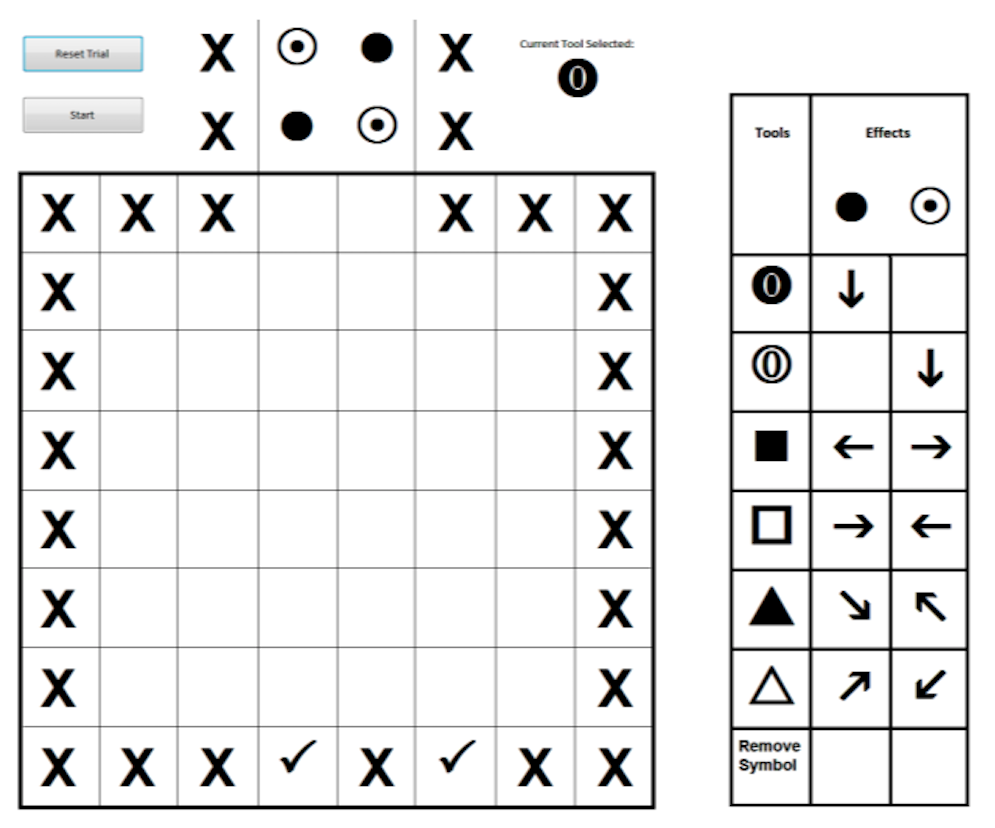 Reset Trial
Start
X X
X X
Current Tool Selected:
0
X X X X X X
X X
X X
X X
X X
X X
X X
X X X ✓ X ✓ X X
Tools Effects
0 ↓
0 ↓
← →
→ ←
↘ ↖
↗ ↙
Remove
Symbol